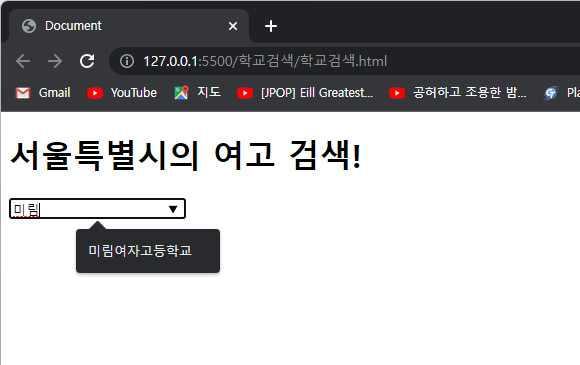 Document
127.0.0.1:5500/학교검색/학교검색.html
Gmail YouTube 지도 [JPOP] Eill Greatest... 공허하고 조용한 밤... Pla
서울특별시의 여고 검색!
미림
미림여자고등학교